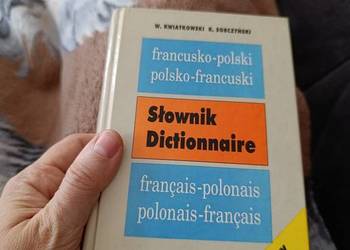 W. KWIATKOWSKI R. SOBCZYŃSKI
francusko-polski
polsko-francuski
Słownik
Dictionnaire
français-polonais
polonais-français